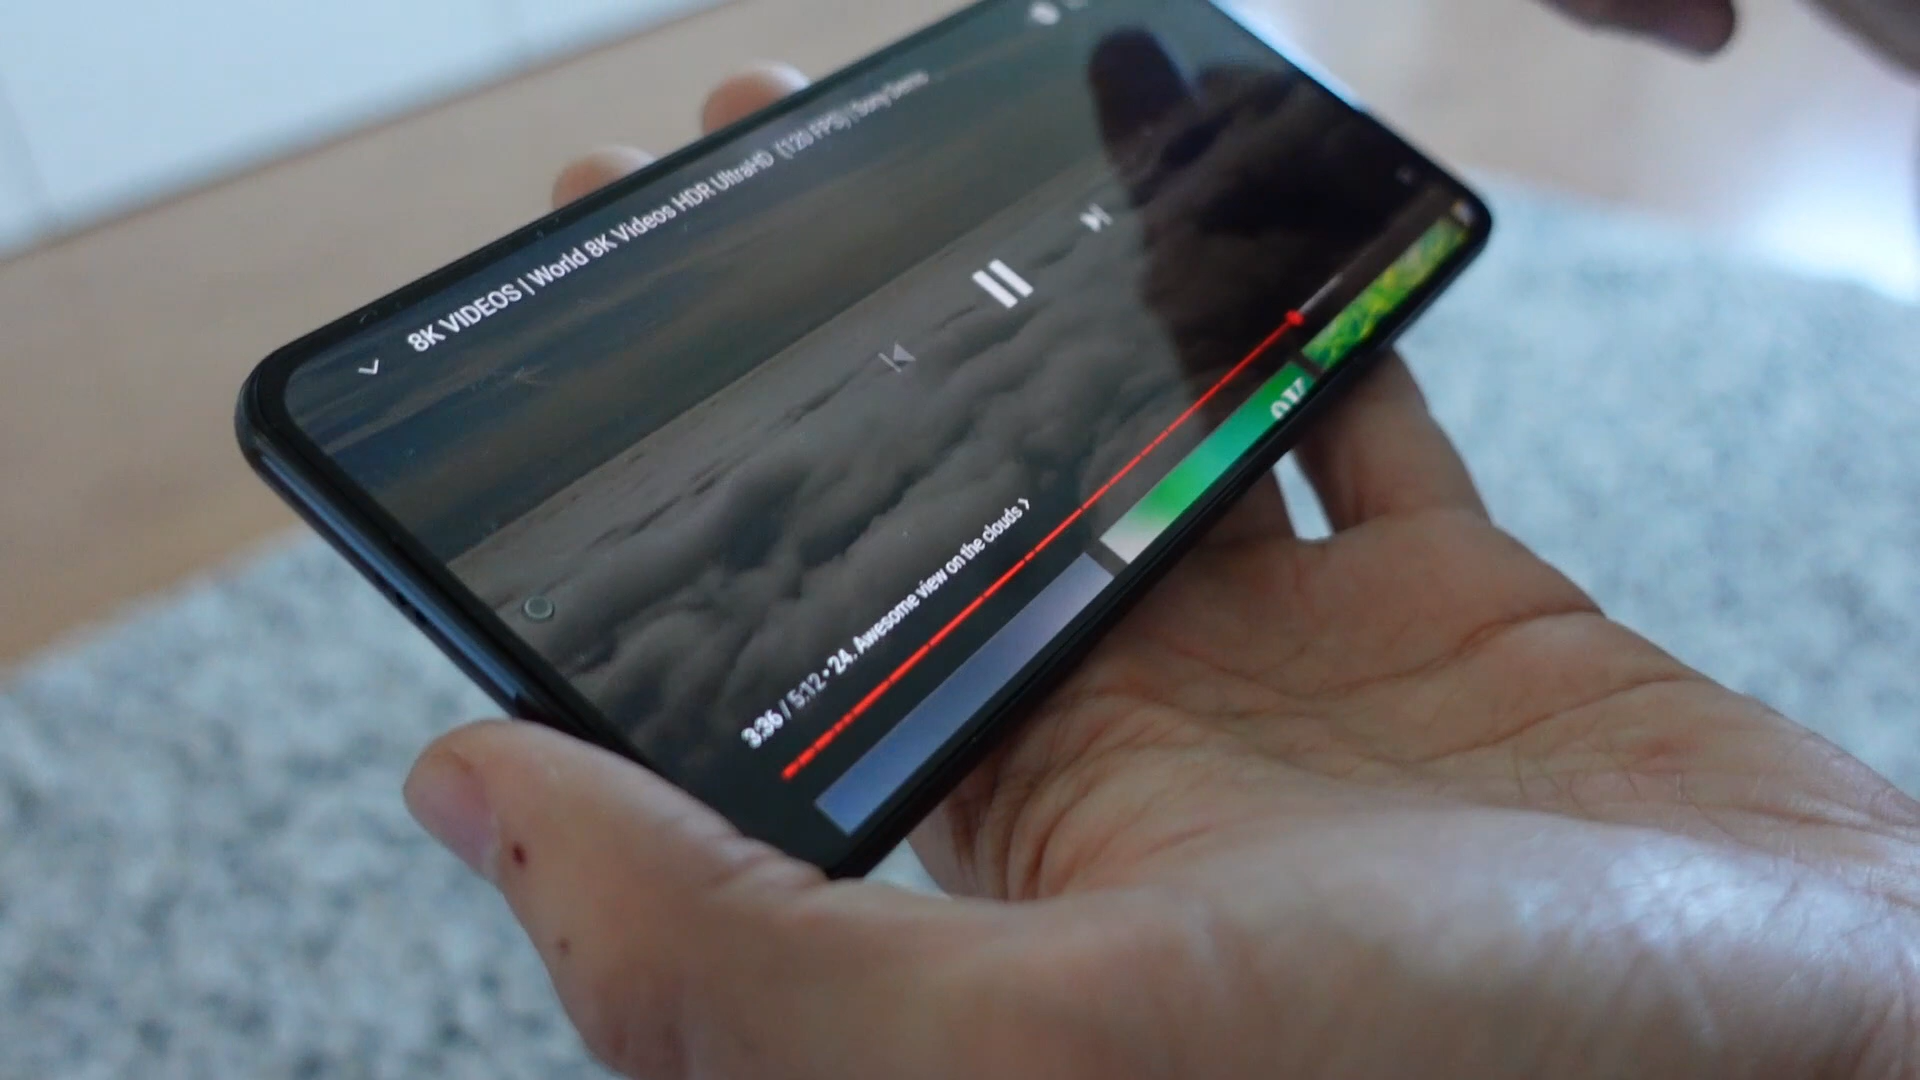 8K VIDEOS | World 8K Videos HDR UltraHD (120 FPS) | Sony Demo
3:36 / 5:12 • 24. Awesome view on the clouds >